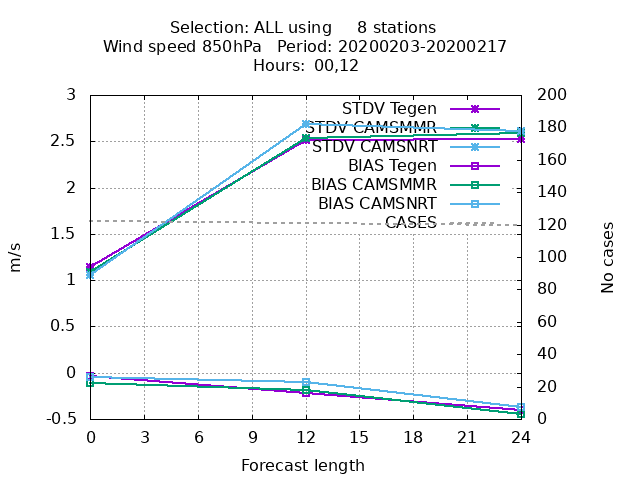 Selection: ALL using     8 stations
Wind speed 850hPa   Period: 20200203-20200217
Hours: 00,12
3
2.5
2
1.5
1
0.5
0
-0.5
m/s
STDV Tegen
STDV CAMSMMR
STDV CAMSNRT
BIAS Tegen
BIAS CAMSMMR
BIAS CAMSNRT
CASES
200
180
160
140
120
100
80
60
40
20
0
No cases
0 3 6 9 12 15 18 21 24
Forecast length